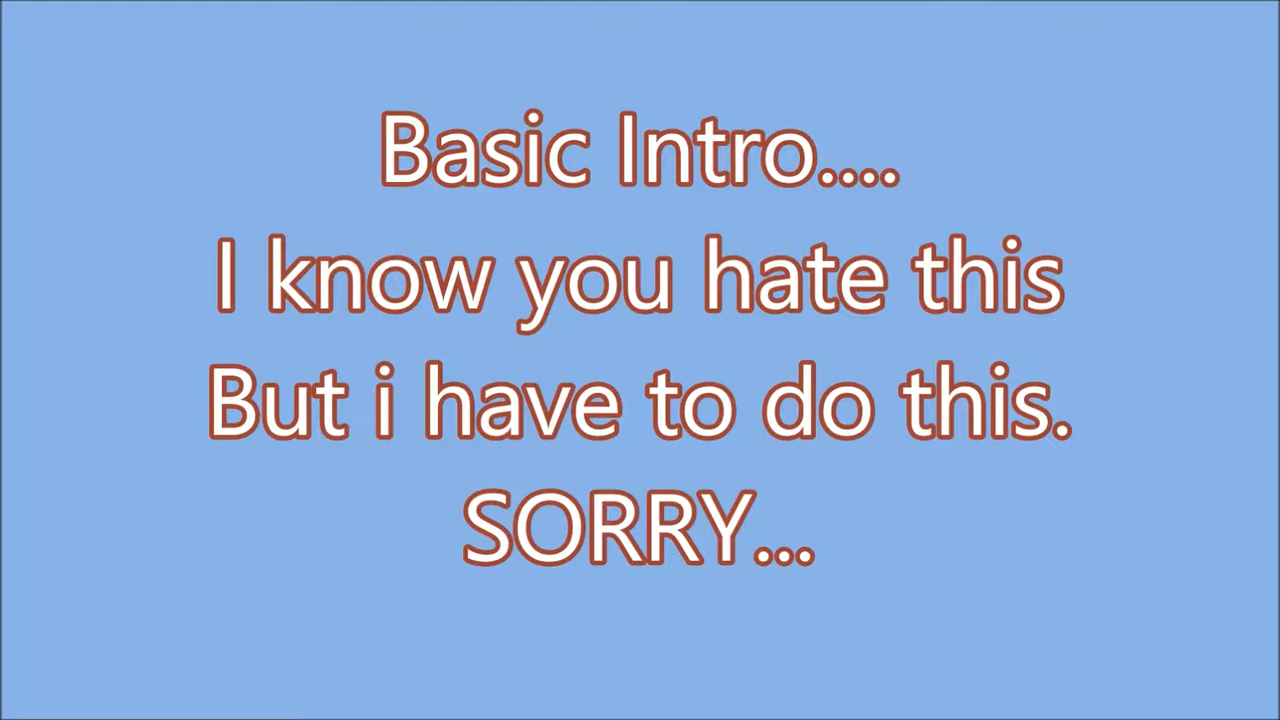 Basic Intro....
I know you hate this
But i have to do this.
SORRY...